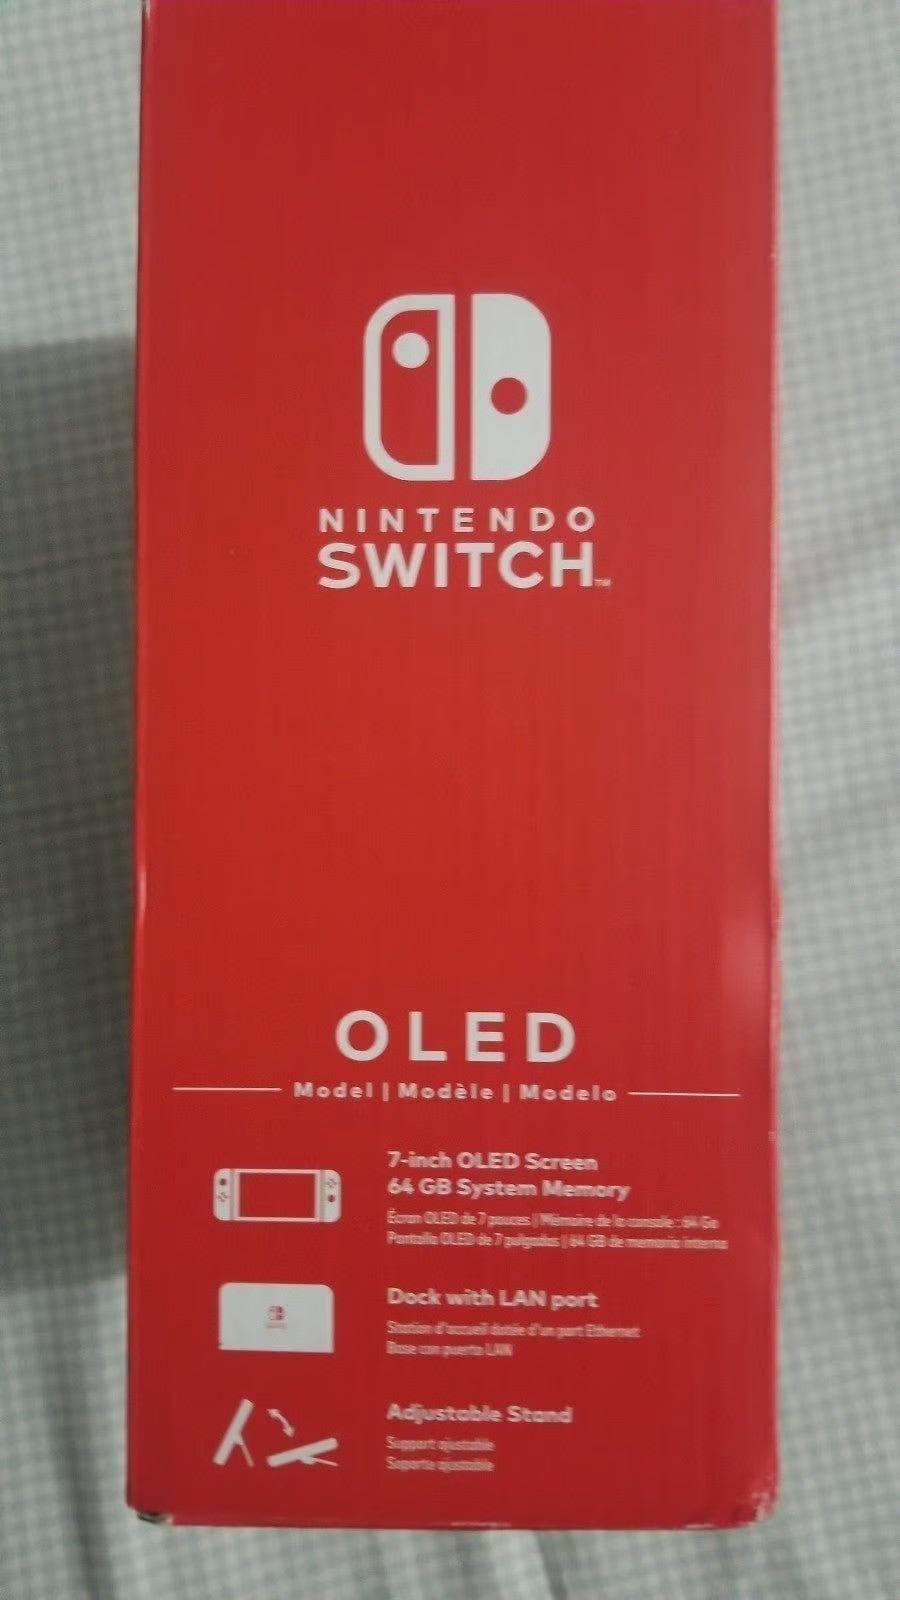 NINTENDO
SWITCH™
OLED
Model | Modèle | Modelo
7-inch OLED Screen
64 GB System Memory
Écran OLED de 7 pouces | Mémoire de la console : 64 Go
Pantalla OLED de 7 pulgadas | 64 GB de memoria interna
Dock with LAN port
Station d'accueil dotée d'un port Ethernet
Base con puerto LAN
Adjustable Stand
Support ajustable
Soporte ajustable